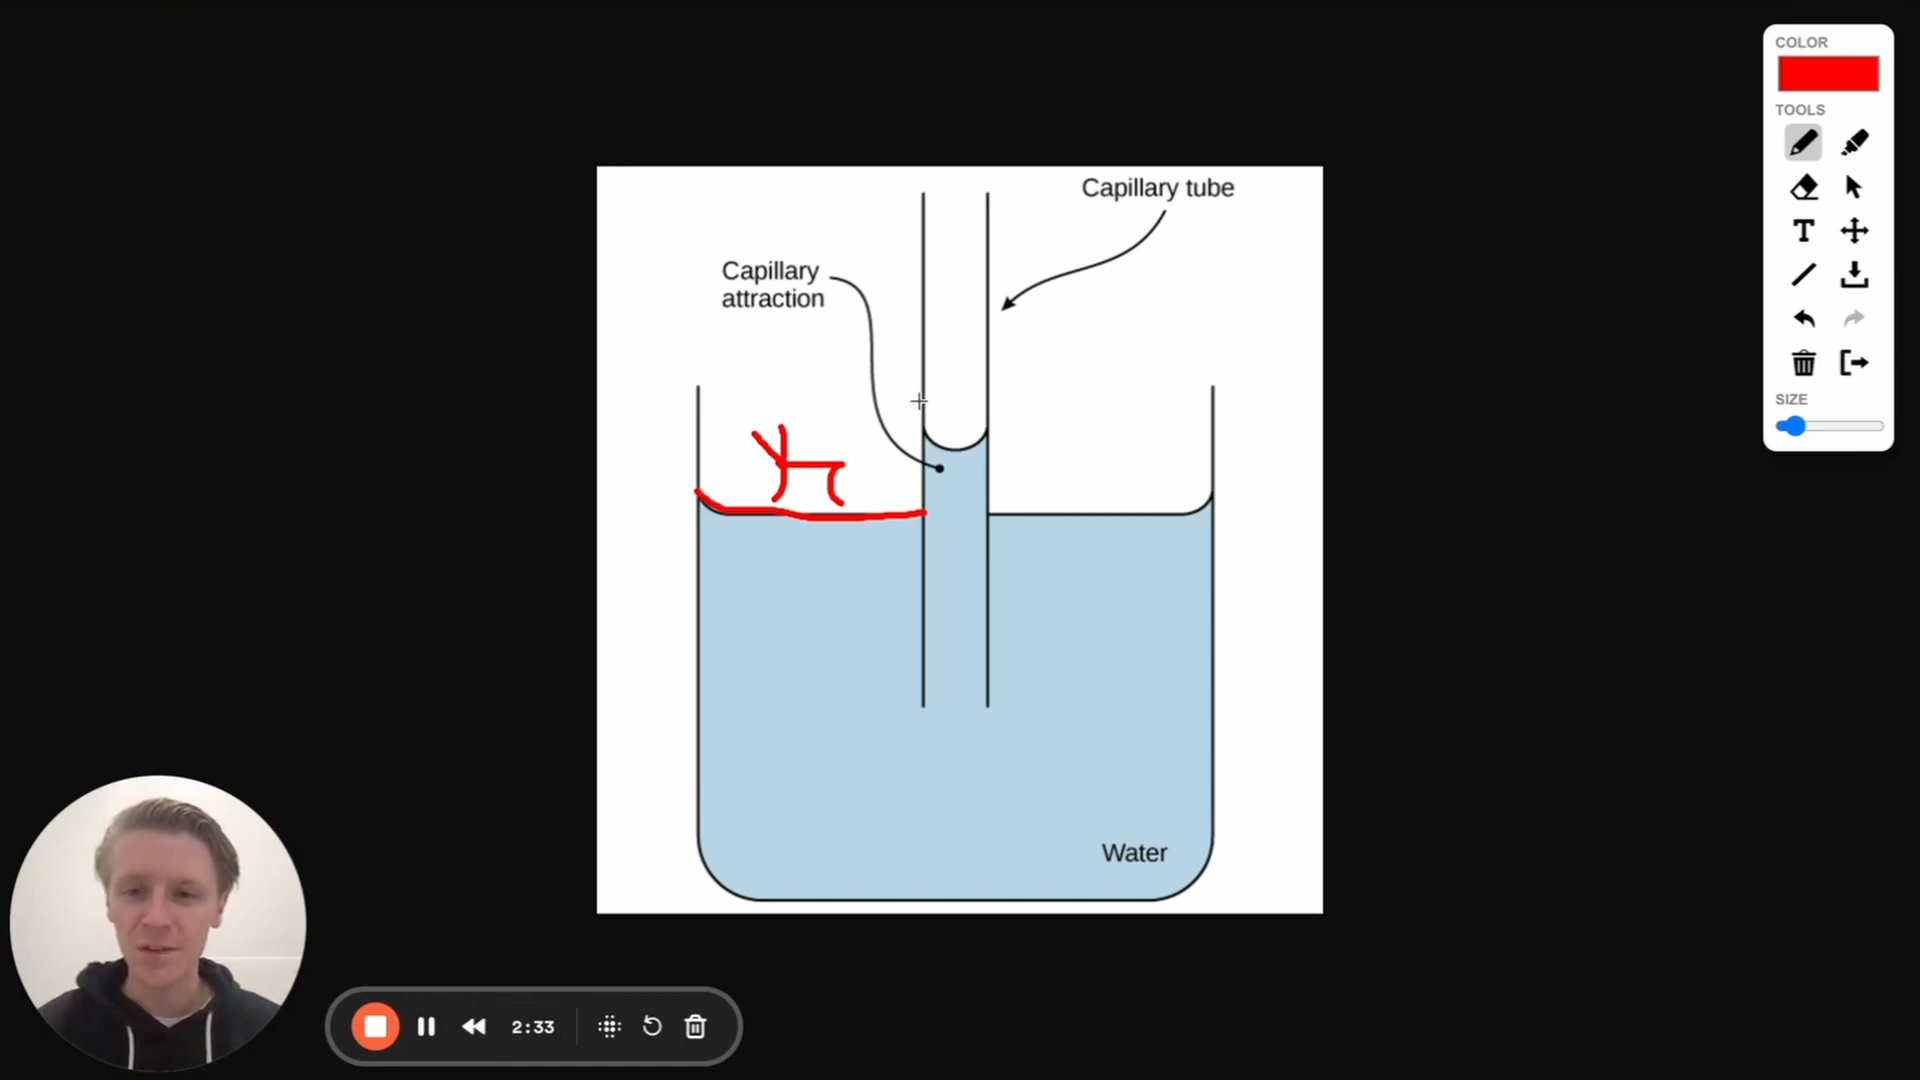 COLOR
TOOLS
T
SIZE
Capillary tube
Capillary
attraction
Water
2:33